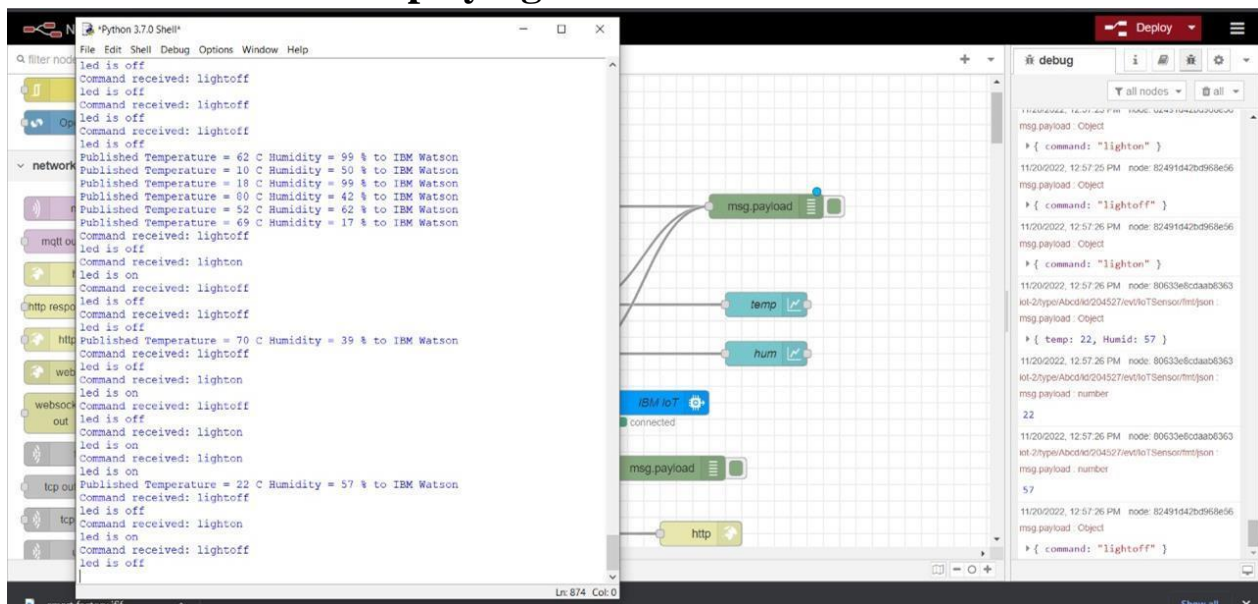 *Python 3.7.0 Shell*
File Edit Shell Debug Options Window Help
led is off
Command received: lightoff
led is off
Command received: lightoff
led is off
Command received: lightoff
led is off
Published Temperature = 62 C Humidity = 99 % to IBM Watson
Published Temperature = 10 C Humidity = 50 % to IBM Watson
Published Temperature = 18 C Humidity = 99 % to IBM Watson
Published Temperature = 80 C Humidity = 42 % to IBM Watson
Published Temperature = 52 C Humidity = 62 % to IBM Watson
Published Temperature = 69 C Humidity = 17 % to IBM Watson
Command received: lightoff
led is off
Command received: lighton
led is on
Command received: lightoff
led is off
Command received: lightoff
led is off
Published Temperature = 70 C Humidity = 39 % to IBM Watson
Command received: lightoff
led is off
Command received: lighton
led is on
Command received: lightoff
led is off
Command received: lighton
led is on
Command received: lighton
led is on
Published Temperature = 22 C Humidity = 57 % to IBM Watson
Command received: lightoff
led is off
Command received: lighton
led is on
Command received: lightoff
led is off
Ln: 874 Col: 0
filter node
Op
network
mqtt ou
http respo
http
web
websock
out
tcp ou
tcp
msg.payload
temp
hum
IBM IoT
connected
msg.payload
http
Deploy
debug
all nodes
all
msg.payload : Object
{ command: "lighton" }
11/20/2022, 12:57:25 PM node: 82491d42bd968e56
msg.payload : Object
{ command: "lightoff" }
11/20/2022, 12:57:26 PM node: 82491d42bd968e56
msg.payload : Object
{ command: "lighton" }
11/20/2022, 12:57:26 PM node: 80633e8cdaab8363
iot-2/type/Abcd/id/204527/evt/IoTSensor/fmt/json :
msg.payload : Object
{ temp: 22, Humid: 57 }
11/20/2022, 12:57:26 PM node: 80633e8cdaab8363
iot-2/type/Abcd/id/204527/evt/IoTSensor/fmt/json :
msg.payload : number
22
11/20/2022, 12:57:26 PM node: 80633e8cdaab8363
iot-2/type/Abcd/id/204527/evt/IoTSensor/fmt/json :
msg.payload : number
57
11/20/2022, 12:57:26 PM node: 82491d42bd968e56
msg.payload : Object
{ command: "lightoff" }